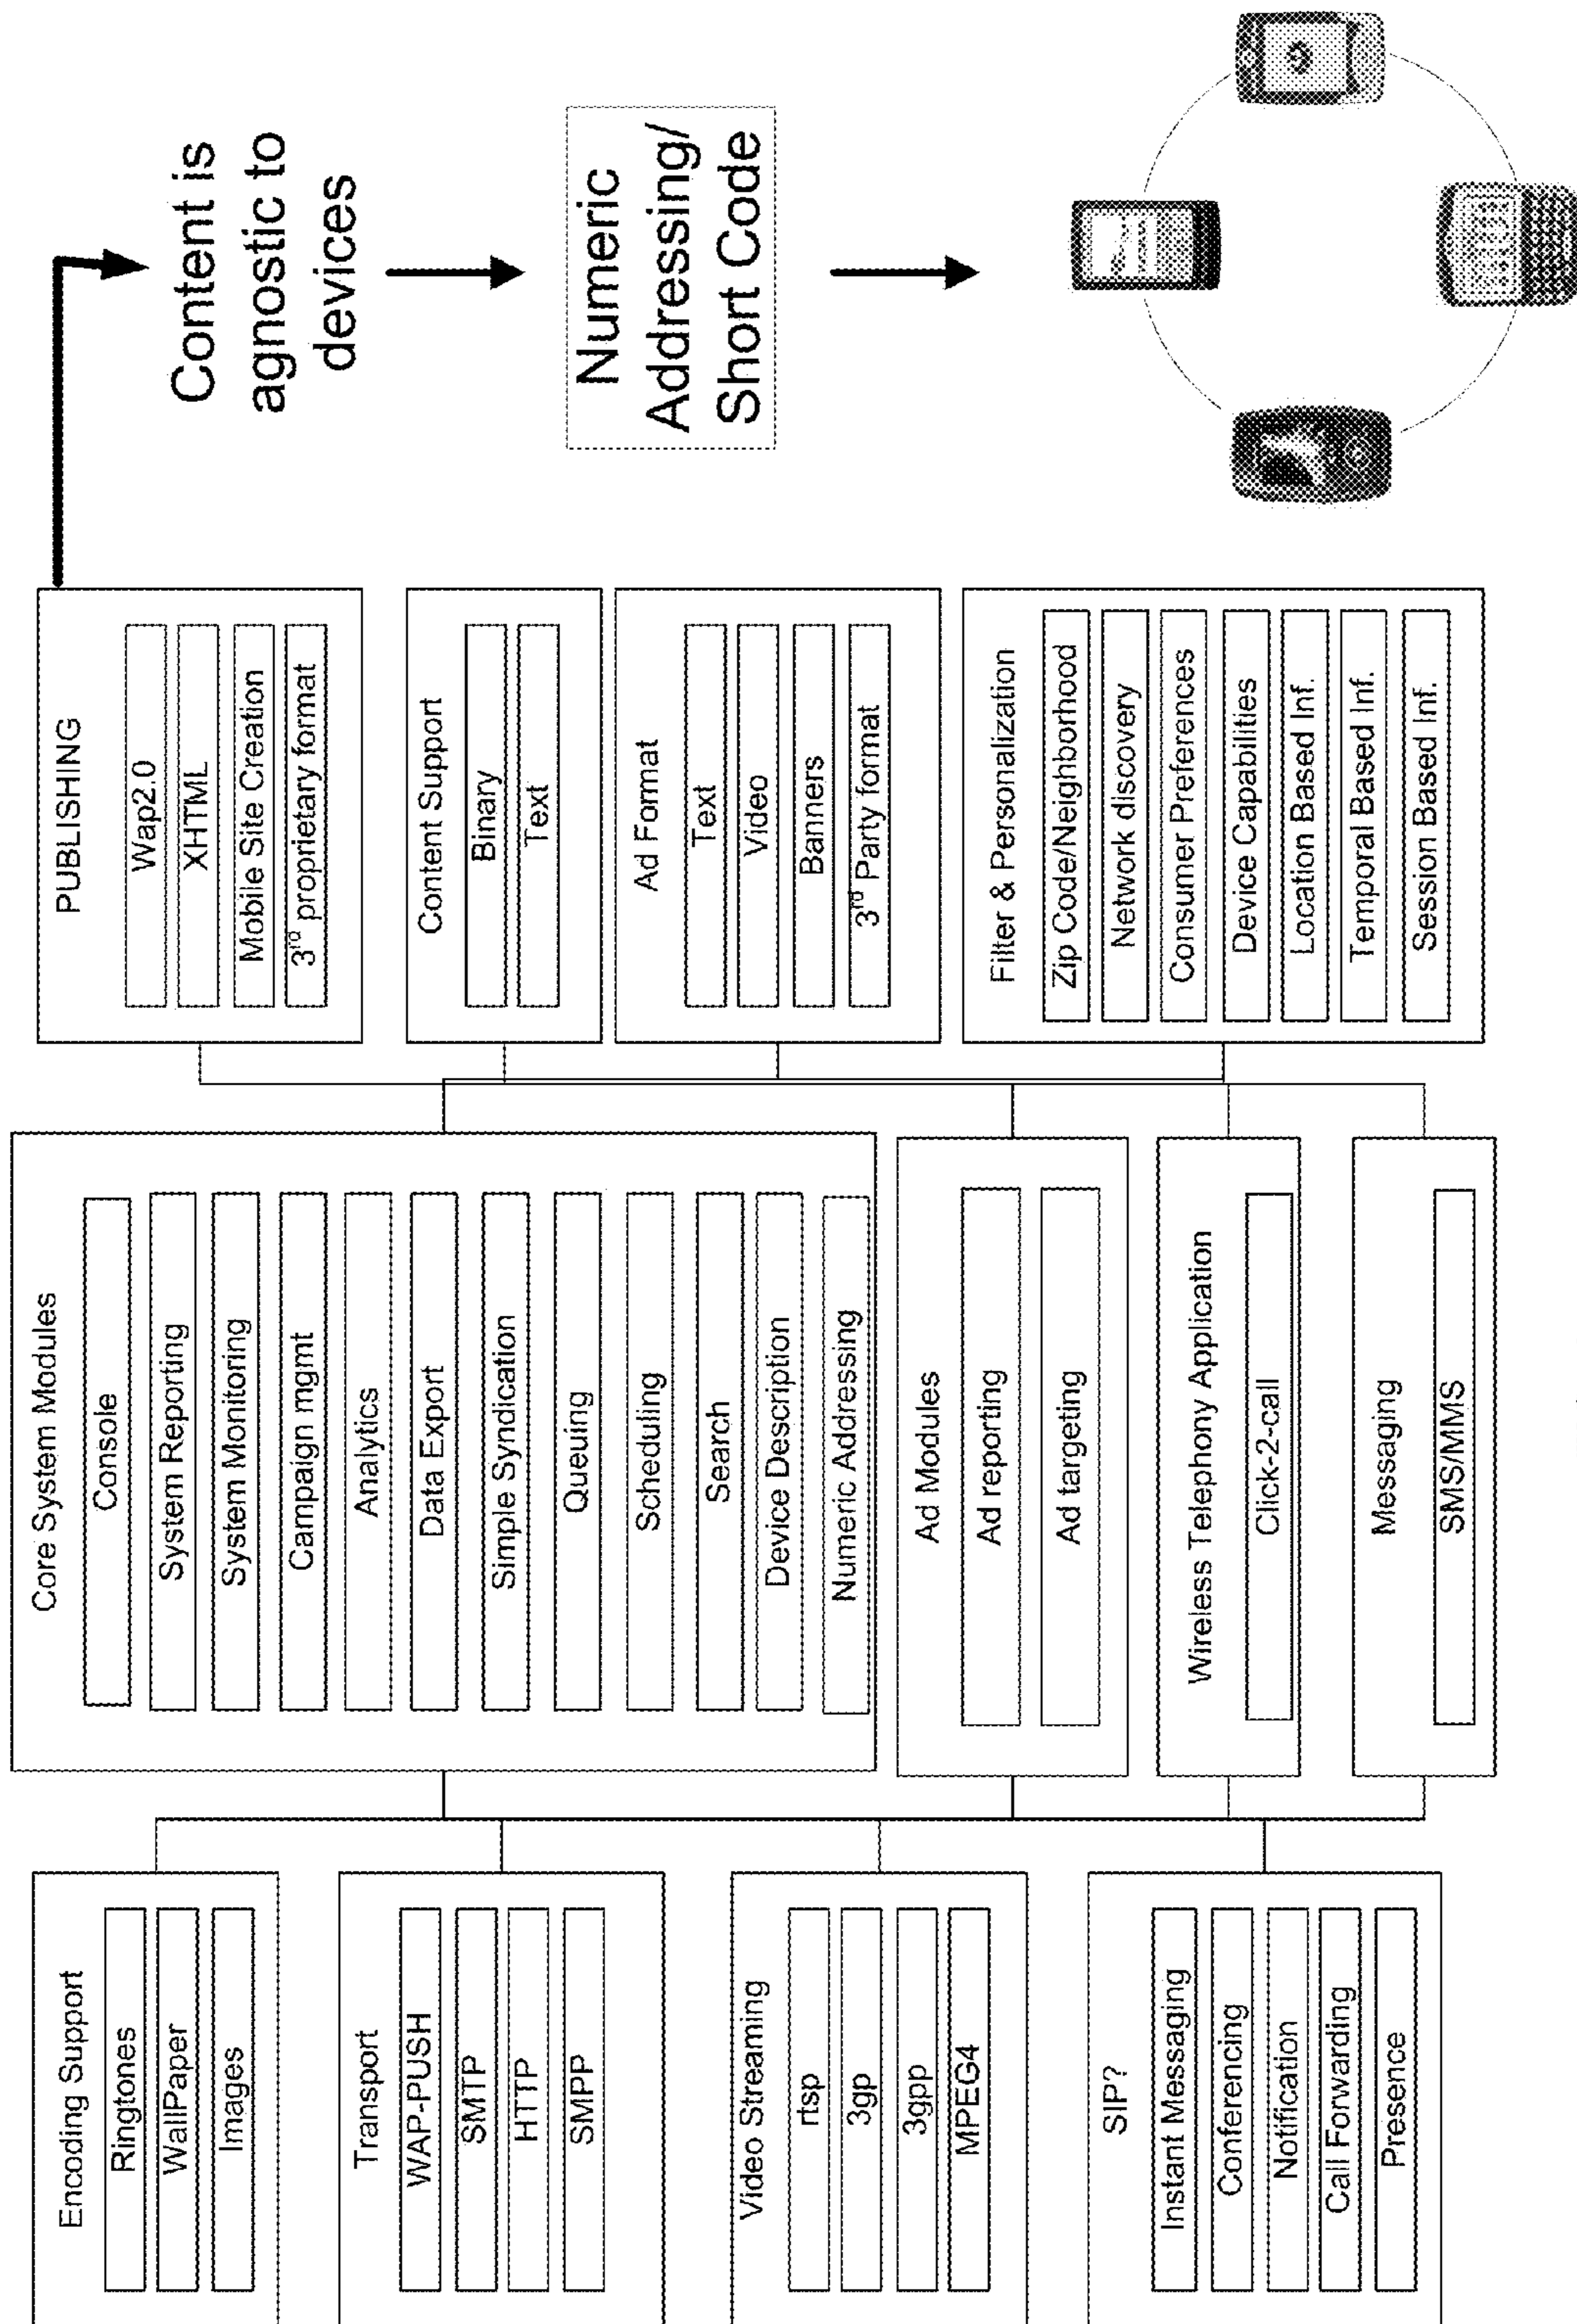 Encoding Support
Ringtones
WallPaper
Images
Transport
WAP-PUSH
SMTP
HTTP
SMPP
Video Streaming
rtsp
3gp
3gpp
MPEG4
SIP?
Instant Messaging
Conferencing
Notification
Call Forwarding
Presence
Core System Modules
Console
System Reporting
System Monitoring
Campaign mgmt
Analytics
Data Export
Simple Syndication
Queuing
Scheduling
Search
Device Description
Numeric Addressing
Ad Modules
Ad reporting
Ad targeting
Wireless Telephony Application
Click-2-call
Messaging
SMS/MMS
PUBLISHING
Wap2.0
XHTML
Mobile Site Creation
3rd proprietary format
Content Support
Binary
Text
Ad Format
Text
Video
Banners
3rd Party format
Filter & Personalization
Zip Code/Neighborhood
Network discovery
Consumer Preferences
Device Capabilities
Location Based Inf.
Temporal Based Inf.
Session Based Inf.
Content is
agnostic to
devices
Numeric
Addressing/
Short Code